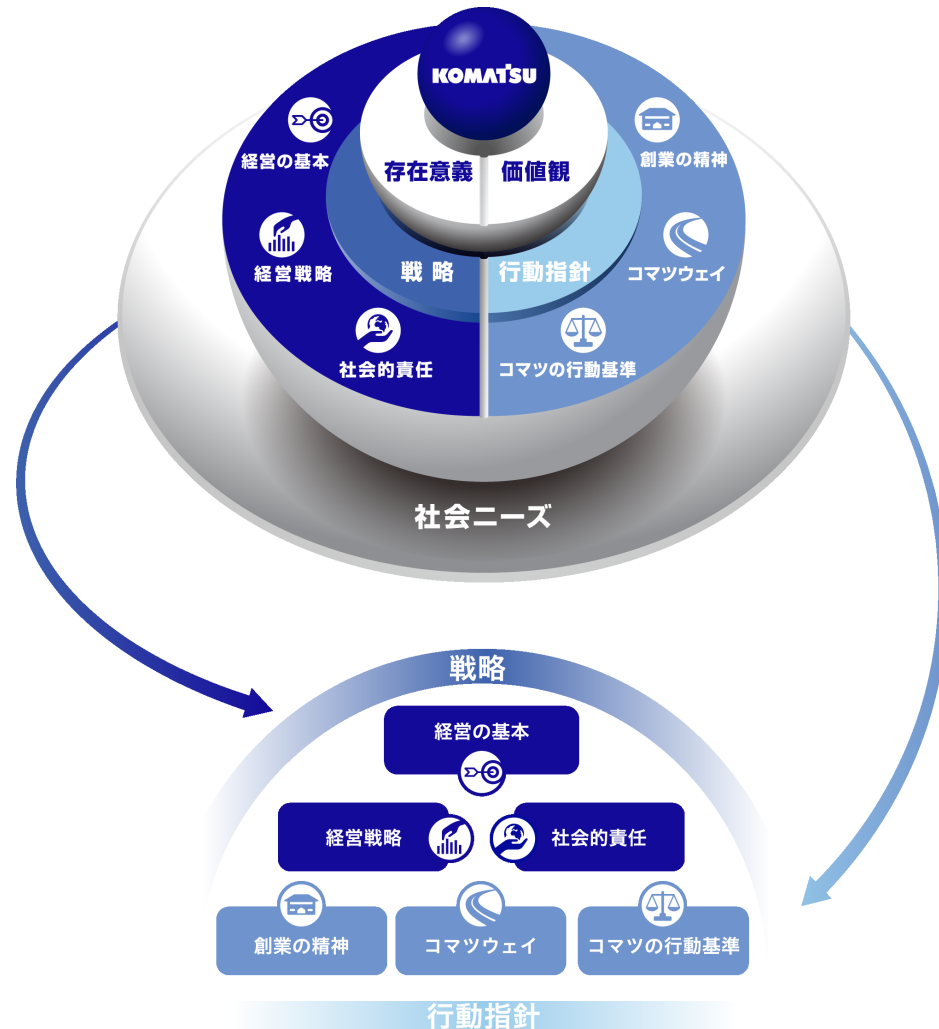 KOMATSU
存在意義
価値観
経営の基本
創業の精神
戦略
行動指針
経営戦略
コマツウェイ
社会的責任
コマツの行動基準
社会ニーズ
戦略
経営の基本
経営戦略
社会的責任
創業の精神
コマツウェイ
コマツの行動基準
行動指針